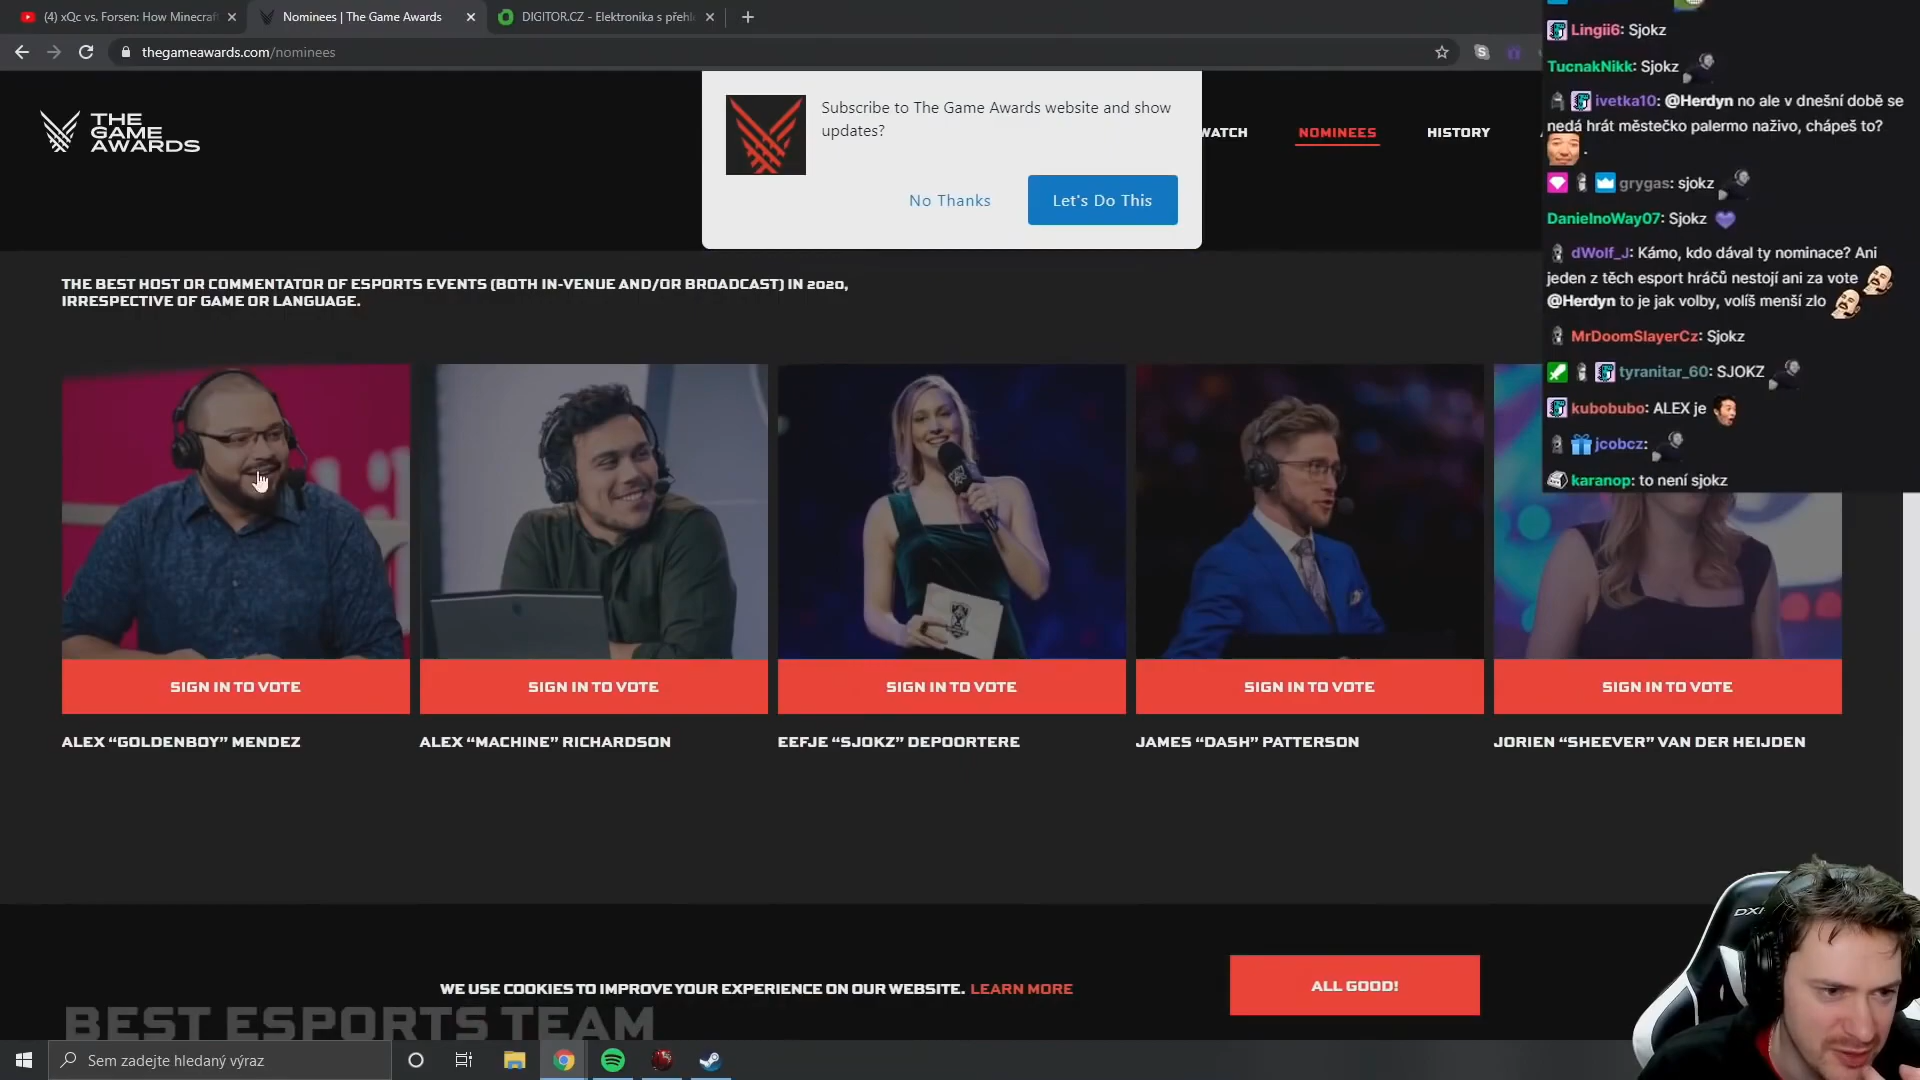 (4) xQc vs. Forsen: How Minecraft
Nominees | The Game Awards
DIGITOR.CZ - Elektronika s přehl
thegameawards.com/nominees
THE
GAME
AWARDS
Subscribe to The Game Awards website and show
updates?
No Thanks
Let's Do This
WATCH
NOMINEES
HISTORY
THE BEST HOST OR COMMENTATOR OF ESPORTS EVENTS (BOTH IN-VENUE AND/OR BROADCAST) IN 2020,
IRRESPECTIVE OF GAME OR LANGUAGE.
Lingii6: Sjokz
TucnakNikk: Sjokz
ivetka10: @Herdyn no ale v dnešní době se
nedá hrát městečko palermo naživo, chápeš to?
.
grygas: sjokz
DanielnoWay07: Sjokz
dWolf_J: Kámo, kdo dával ty nominace? Ani
jeden z těch esport hráčů nestojí ani za vote
@Herdyn to je jak volby, volíš menší zlo
MrDoomSlayerCz: Sjokz
tyranitar_60: SJOKZ
kubobubo: ALEX je
jcobcz:
karanop: to není sjokz
SIGN IN TO VOTE
SIGN IN TO VOTE
SIGN IN TO VOTE
SIGN IN TO VOTE
SIGN IN TO VOTE
ALEX “GOLDENBOY” MENDEZ
ALEX “MACHINE” RICHARDSON
EEFJE “SJOKZ” DEPOORTERE
JAMES “DASH” PATTERSON
JORIEN “SHEEVER” VAN DER HEIJDEN
WE USE COOKIES TO IMPROVE YOUR EXPERIENCE ON OUR WEBSITE. LEARN MORE
ALL GOOD!
BEST ESPORTS TEAM
Sem zadejte hledaný výraz